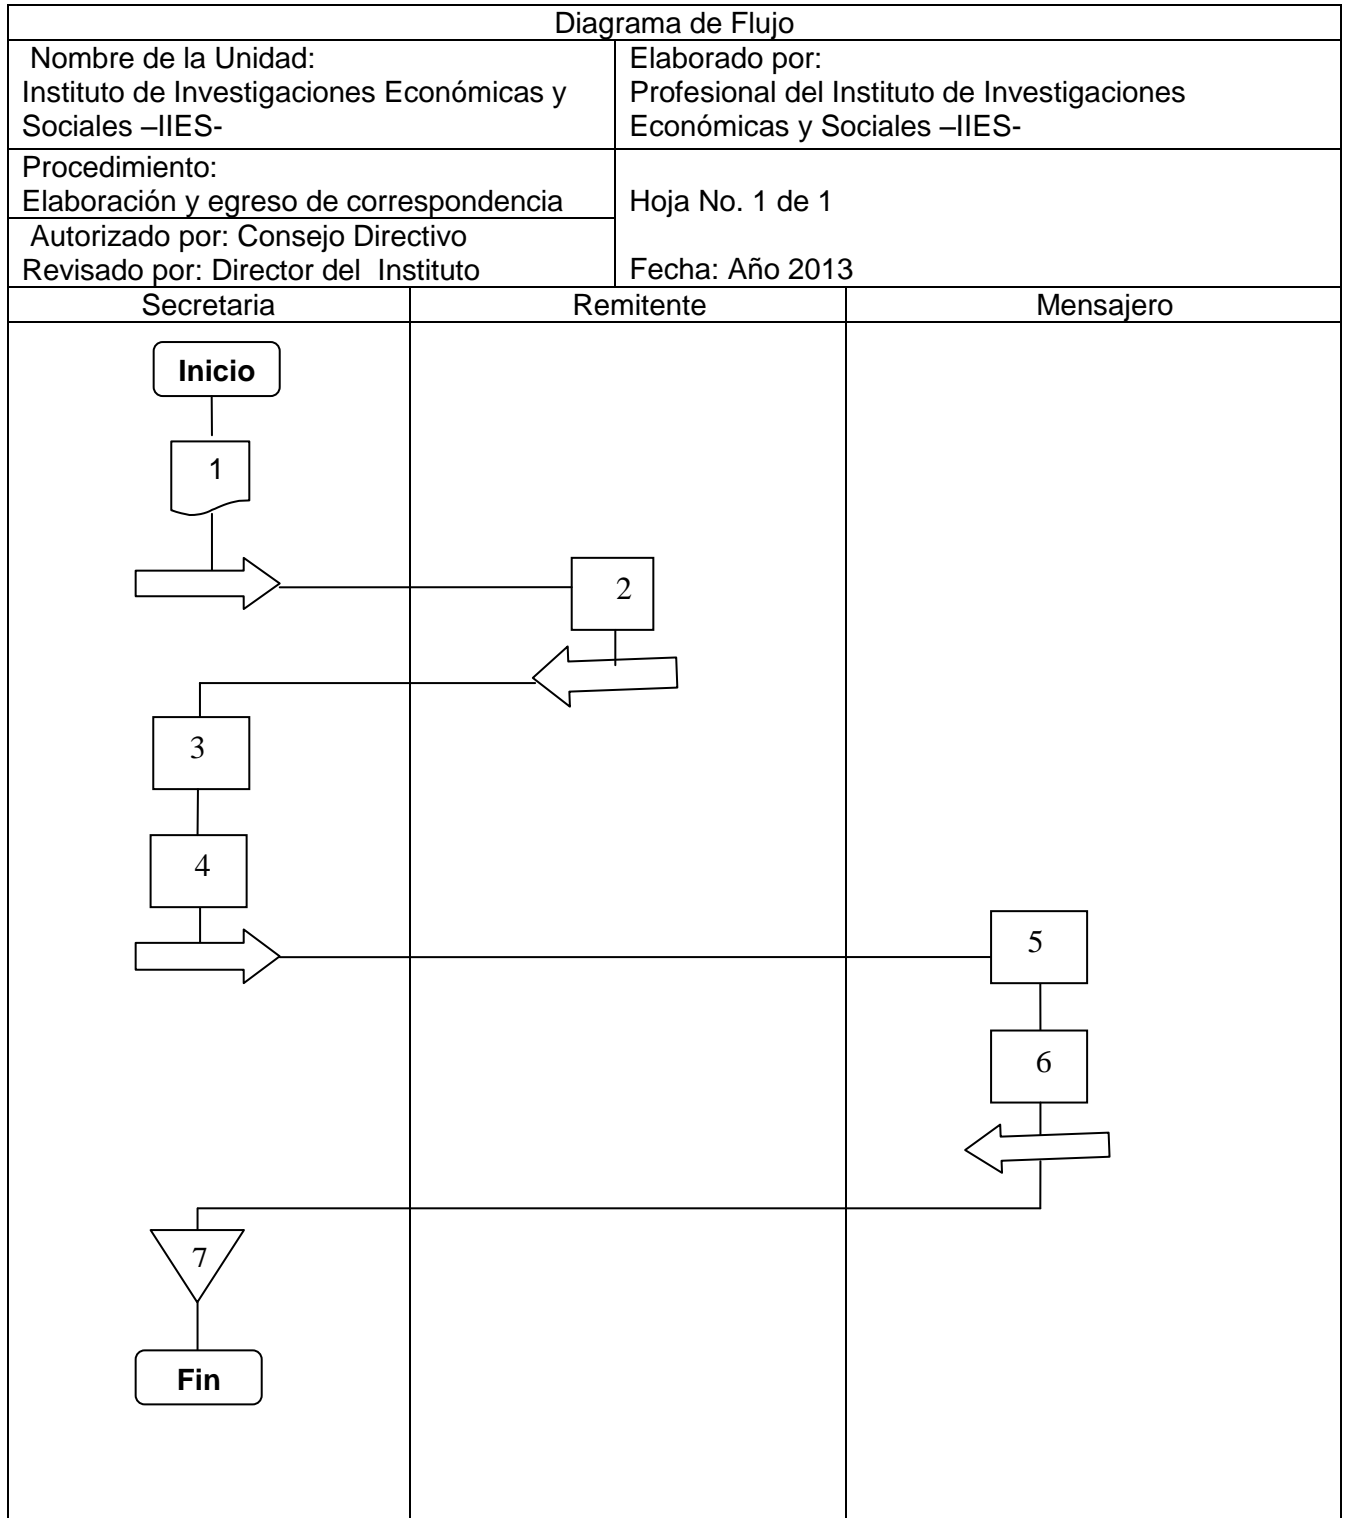 Diagrama de Flujo
Nombre de la Unidad:
Instituto de Investigaciones Económicas y
Sociales –IIES-
Elaborado por:
Profesional del Instituto de Investigaciones
Económicas y Sociales –IIES-
Procedimiento:
Elaboración y egreso de correspondencia
Autorizado por: Consejo Directivo
Revisado por: Director del Instituto
Hoja No. 1 de 1
Fecha: Año 2013
Secretaria
Remitente
Mensajero
Inicio
1
2
3
4
5
6
7
Fin